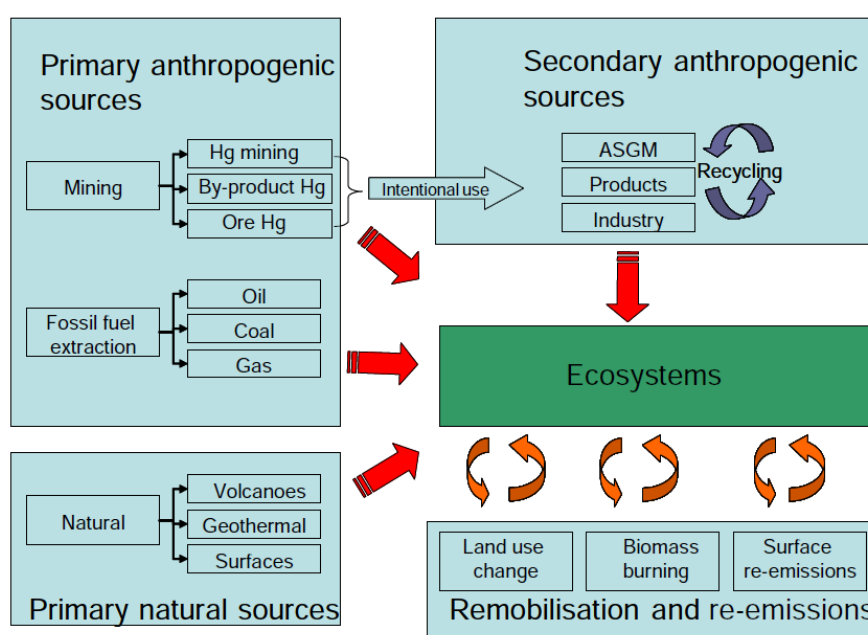 Primary anthropogenic
sources
Mining
Hg mining
By-product Hg
Ore Hg
Intentional use
Fossil fuel
extraction
Oil
Coal
Gas
Secondary anthropogenic
sources
ASGM
Products
Industry
Recycling
Ecosystems
Natural
Volcanoes
Geothermal
Surfaces
Primary natural sources
Land use
change
Biomass
burning
Surface
re-emissions
Remobilisation and re-emissions